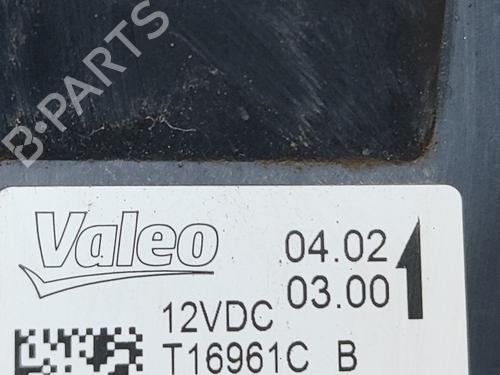 B-PARTS
Valeo
04.02
03.00
12VDC
T16961C B